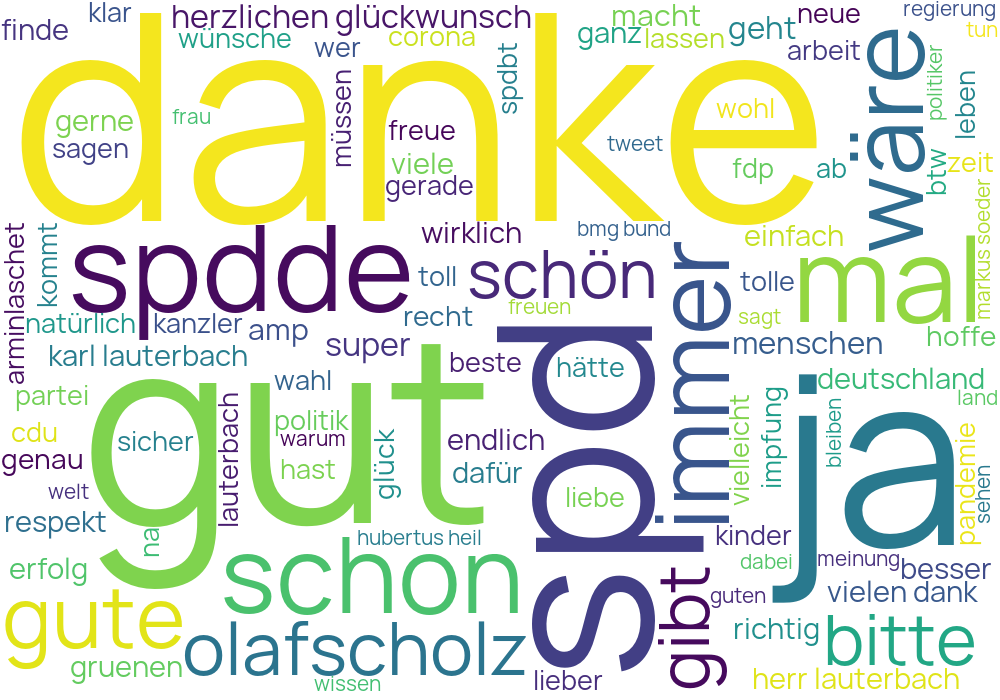 klar
herzlichen glückwunsch
macht
neue
regierung
finde
wünsche
wer
corona
ganz
lassen
geht
arbeit
tun
danke
spdbt
müssen
wäre
politiker
leben
gerne
frau
freue
wohl
sagen
viele
tweet
fdp
ab
btw
zeit
gerade
spdde
wirklich
bmg bund
einfach
markus soeder
arminlaschet
kommt
toll
schön
immer
tolle
mal
freuen
sagt
natürlich
kanzler
amp
recht
hoffe
karl lauterbach
super
beste
hätte
menschen
spd
gut
wahl
partei
deutschland
land
ja
cdu
sicher
lauterbach
politik
warum
glück
endlich
vielleicht
impfung
bleiben
pandemie
sehen
genau
hast
dafür
welt
liebe
respekt
na
hubertus heil
kinder
erfolg
schon
dabei
meinung
besser
gute
gibt
guten
vielen dank
olafscholz
richtig
bitte
gruenen
wissen
lieber
herr lauterbach